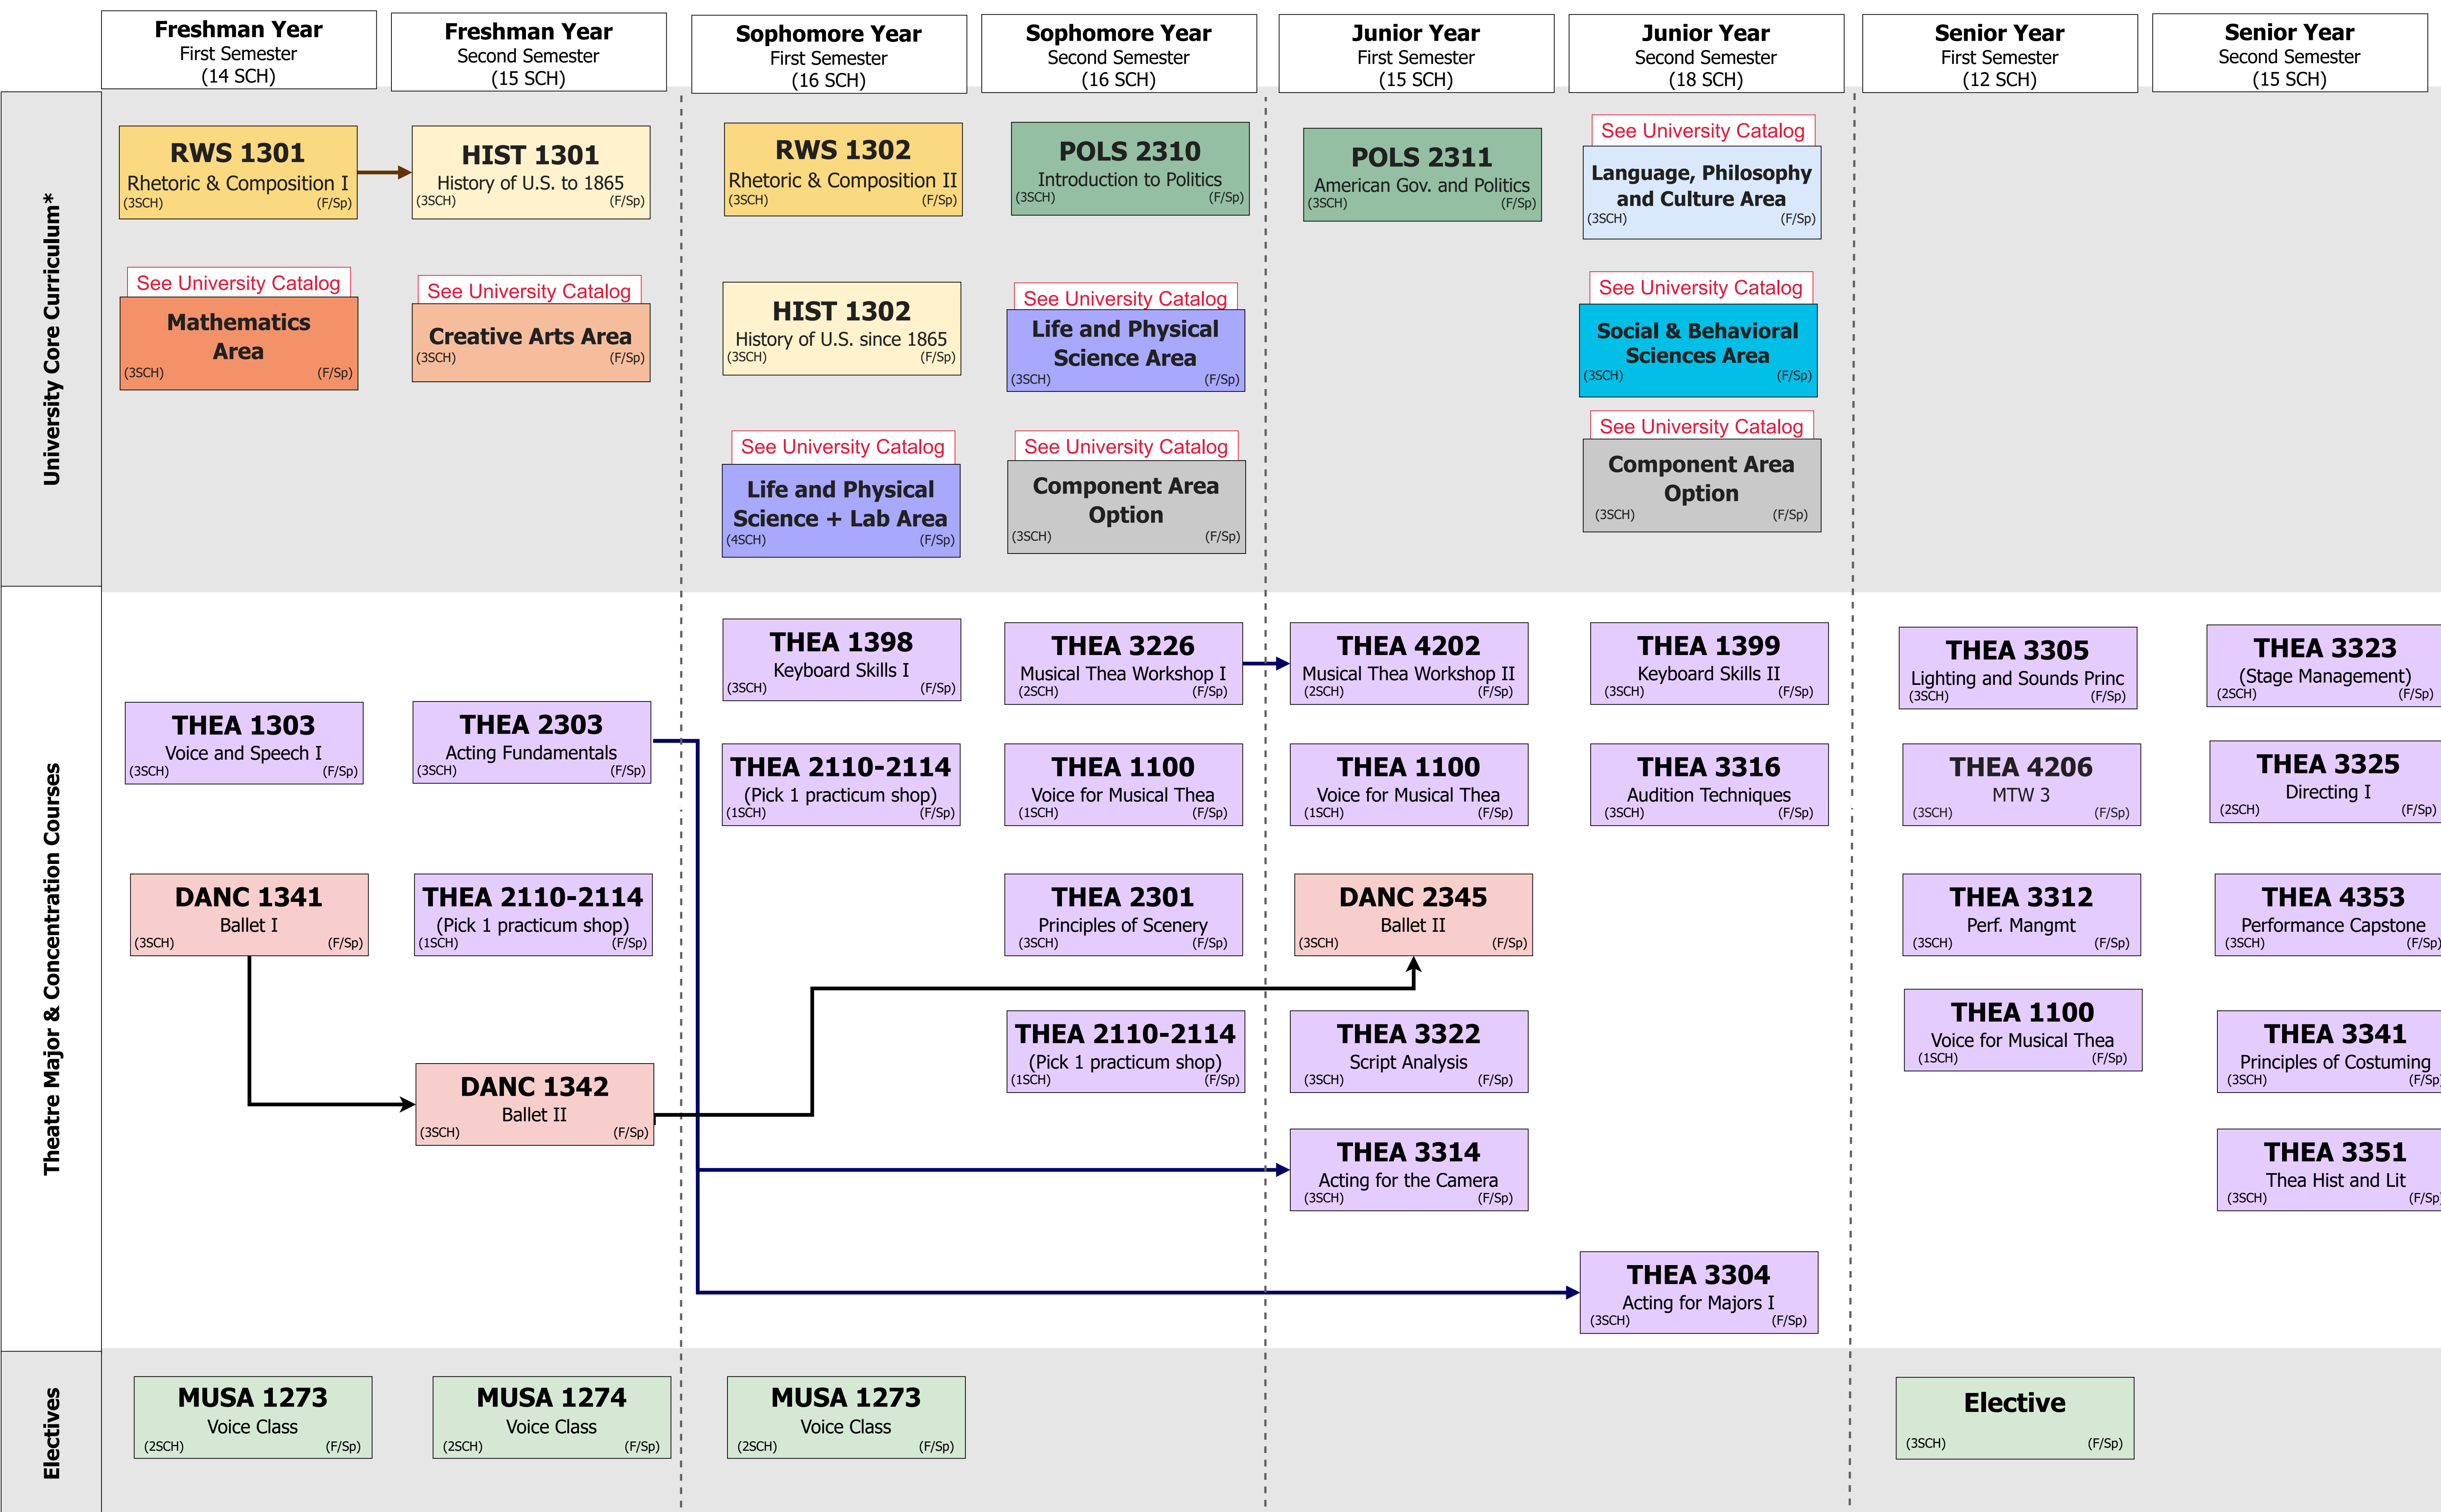 Freshman Year
First Semester
(14 SCH)
Freshman Year
Second Semester
(15 SCH)
Sophomore Year
First Semester
(16 SCH)
Sophomore Year
Second Semester
(16 SCH)
Junior Year
First Semester
(15 SCH)
Junior Year
Second Semester
(18 SCH)
Senior Year
First Semester
(12 SCH)
Senior Year
Second Semester
(15 SCH)
University Core Curriculum*
RWS 1301
Rhetoric & Composition I
(3SCH) (F/Sp)
HIST 1301
History of U.S. to 1865
(3SCH) (F/Sp)
RWS 1302
Rhetoric & Composition II
(3SCH) (F/Sp)
POLS 2310
Introduction to Politics
(3SCH) (F/Sp)
POLS 2311
American Gov. and Politics
(3SCH) (F/Sp)
See University Catalog
Language, Philosophy
and Culture Area
(3SCH) (F/Sp)
See University Catalog
Mathematics
Area
(3SCH) (F/Sp)
See University Catalog
Creative Arts Area
(3SCH) (F/Sp)
HIST 1302
History of U.S. since 1865
(3SCH) (F/Sp)
See University Catalog
Life and Physical
Science Area
(3SCH) (F/Sp)
See University Catalog
Social & Behavioral
Sciences Area
(3SCH) (F/Sp)
See University Catalog
Life and Physical
Science + Lab Area
(4SCH) (F/Sp)
See University Catalog
Component Area
Option
(3SCH) (F/Sp)
See University Catalog
Component Area
Option
(3SCH) (F/Sp)
Theatre Major & Concentration Courses
THEA 1398
Keyboard Skills I
(3SCH) (F/Sp)
THEA 3226
Musical Thea Workshop I
(2SCH) (F/Sp)
THEA 4202
Musical Thea Workshop II
(2SCH) (F/Sp)
THEA 1399
Keyboard Skills II
(3SCH) (F/Sp)
THEA 3305
Lighting and Sounds Princ
(3SCH) (F/Sp)
THEA 3323
(Stage Management)
(2SCH) (F/Sp)
THEA 1303
Voice and Speech I
(3SCH) (F/Sp)
THEA 2303
Acting Fundamentals
(3SCH) (F/Sp)
THEA 2110-2114
(Pick 1 practicum shop)
(1SCH) (F/Sp)
THEA 1100
Voice for Musical Thea
(1SCH) (F/Sp)
THEA 1100
Voice for Musical Thea
(1SCH) (F/Sp)
THEA 3316
Audition Techniques
(3SCH) (F/Sp)
THEA 4206
MTW 3
(3SCH) (F/Sp)
THEA 3325
Directing I
(2SCH) (F/Sp)
DANC 1341
Ballet I
(3SCH) (F/Sp)
THEA 2110-2114
(Pick 1 practicum shop)
(1SCH) (F/Sp)
THEA 2301
Principles of Scenery
(3SCH) (F/Sp)
DANC 2345
Ballet II
(3SCH) (F/Sp)
THEA 3312
Perf. Mangmt
(3SCH) (F/Sp)
THEA 4353
Performance Capstone
(3SCH) (F/Sp)
DANC 1342
Ballet II
(3SCH) (F/Sp)
THEA 2110-2114
(Pick 1 practicum shop)
(1SCH) (F/Sp)
THEA 3322
Script Analysis
(3SCH) (F/Sp)
THEA 1100
Voice for Musical Thea
(1SCH) (F/Sp)
THEA 3341
Principles of Costuming
(3SCH) (F/Sp)
THEA 3314
Acting for the Camera
(3SCH) (F/Sp)
THEA 3351
Thea Hist and Lit
(3SCH) (F/Sp)
THEA 3304
Acting for Majors I
(3SCH) (F/Sp)
Electives
MUSA 1273
Voice Class
(2SCH) (F/Sp)
MUSA 1274
Voice Class
(2SCH) (F/Sp)
MUSA 1273
Voice Class
(2SCH) (F/Sp)
Elective
(3SCH) (F/Sp)